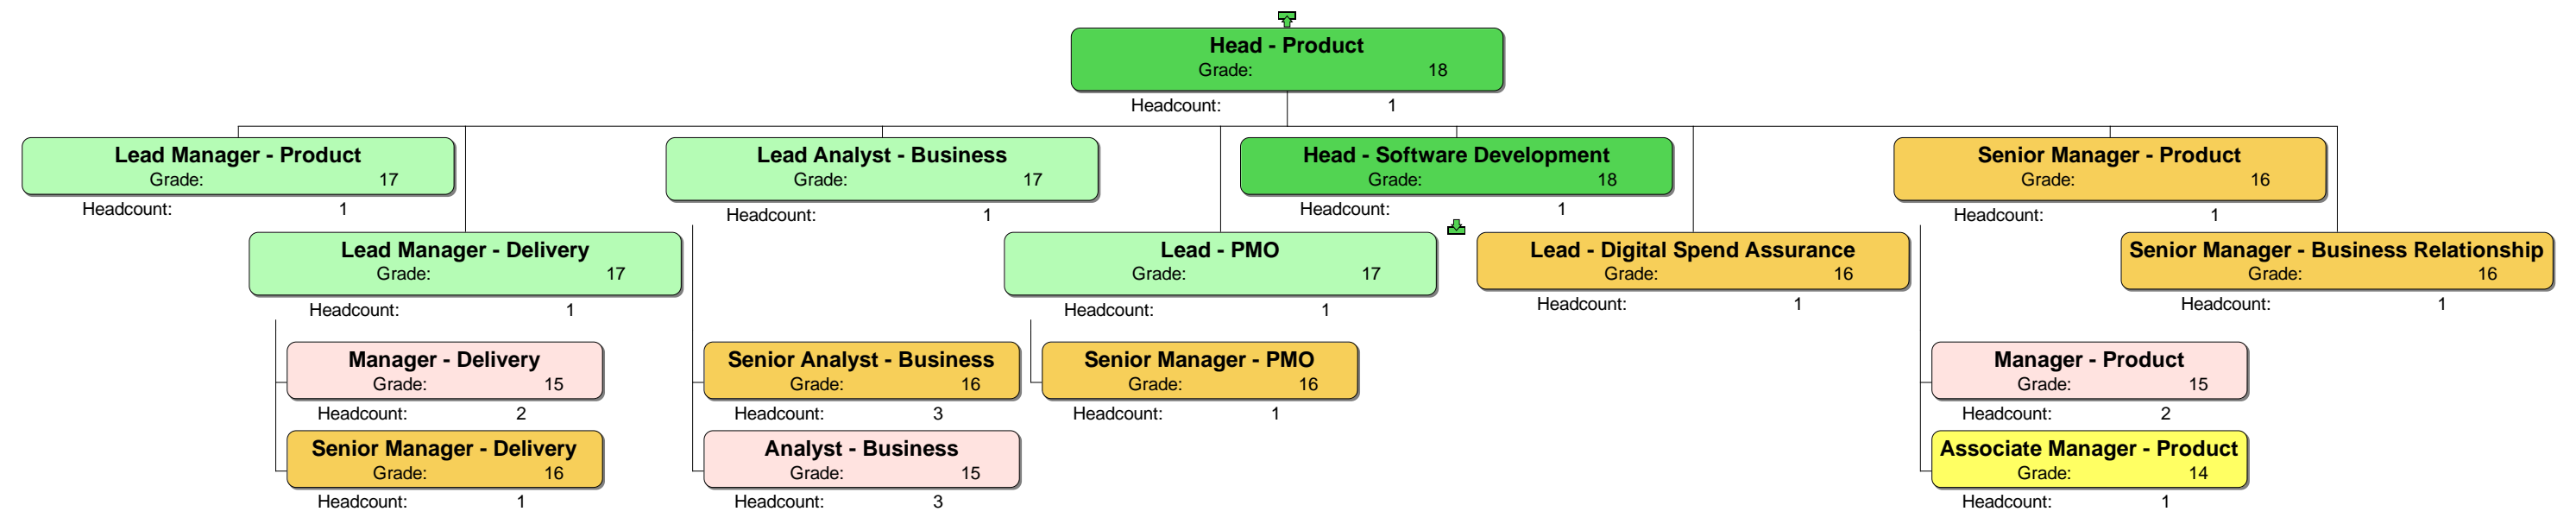 Head - Product
Grade: 18
Headcount: 1
Lead Manager - Product
Grade: 17
Headcount: 1
Lead Manager - Delivery
Grade: 17
Headcount: 1
Manager - Delivery
Grade: 15
Headcount: 2
Senior Manager - Delivery
Grade: 16
Headcount: 1
Lead Analyst - Business
Grade: 17
Headcount: 1
Senior Analyst - Business
Grade: 16
Headcount: 3
Analyst - Business
Grade: 15
Headcount: 3
Lead - PMO
Grade: 17
Headcount: 1
Senior Manager - PMO
Grade: 16
Headcount: 1
Head - Software Development
Grade: 18
Headcount: 1
Lead - Digital Spend Assurance
Grade: 16
Headcount: 1
Senior Manager - Product
Grade: 16
Headcount: 1
Manager - Product
Grade: 15
Headcount: 2
Associate Manager - Product
Grade: 14
Headcount: 1
Senior Manager - Business Relationship
Grade: 16
Headcount: 1